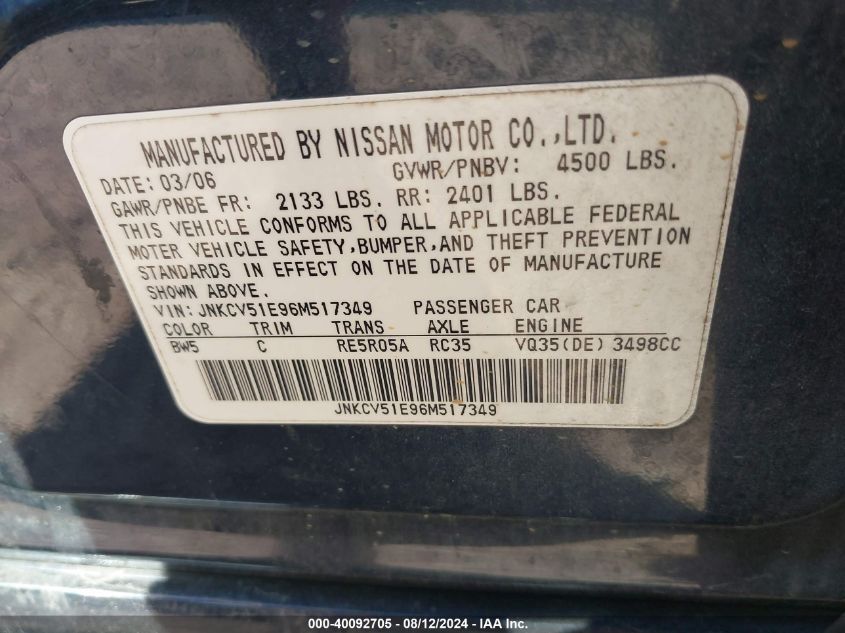 MANUFACTURED BY NISSAN MOTOR CO.,LTD.
DATE: 03/06 GVWR/PNBV: 4500 LBS.
GAWR/PNBE FR: 2133 LBS. RR: 2401 LBS.
THIS VEHICLE CONFORMS TO ALL APPLICABLE FEDERAL
MOTER VEHICLE SAFETY,BUMPER,AND THEFT PREVENTION
STANDARDS IN EFFECT ON THE DATE OF MANUFACTURE
SHOWN ABOVE.
VIN: JNKCV51E96M517349 PASSENGER CAR
COLOR TRIM TRANS AXLE ENGINE
BW5 C RE5R05A RC35 VQ35(DE) 3498CC
JNKCV51E96M517349
000-40092705 - 08/12/2024 - IAA Inc.